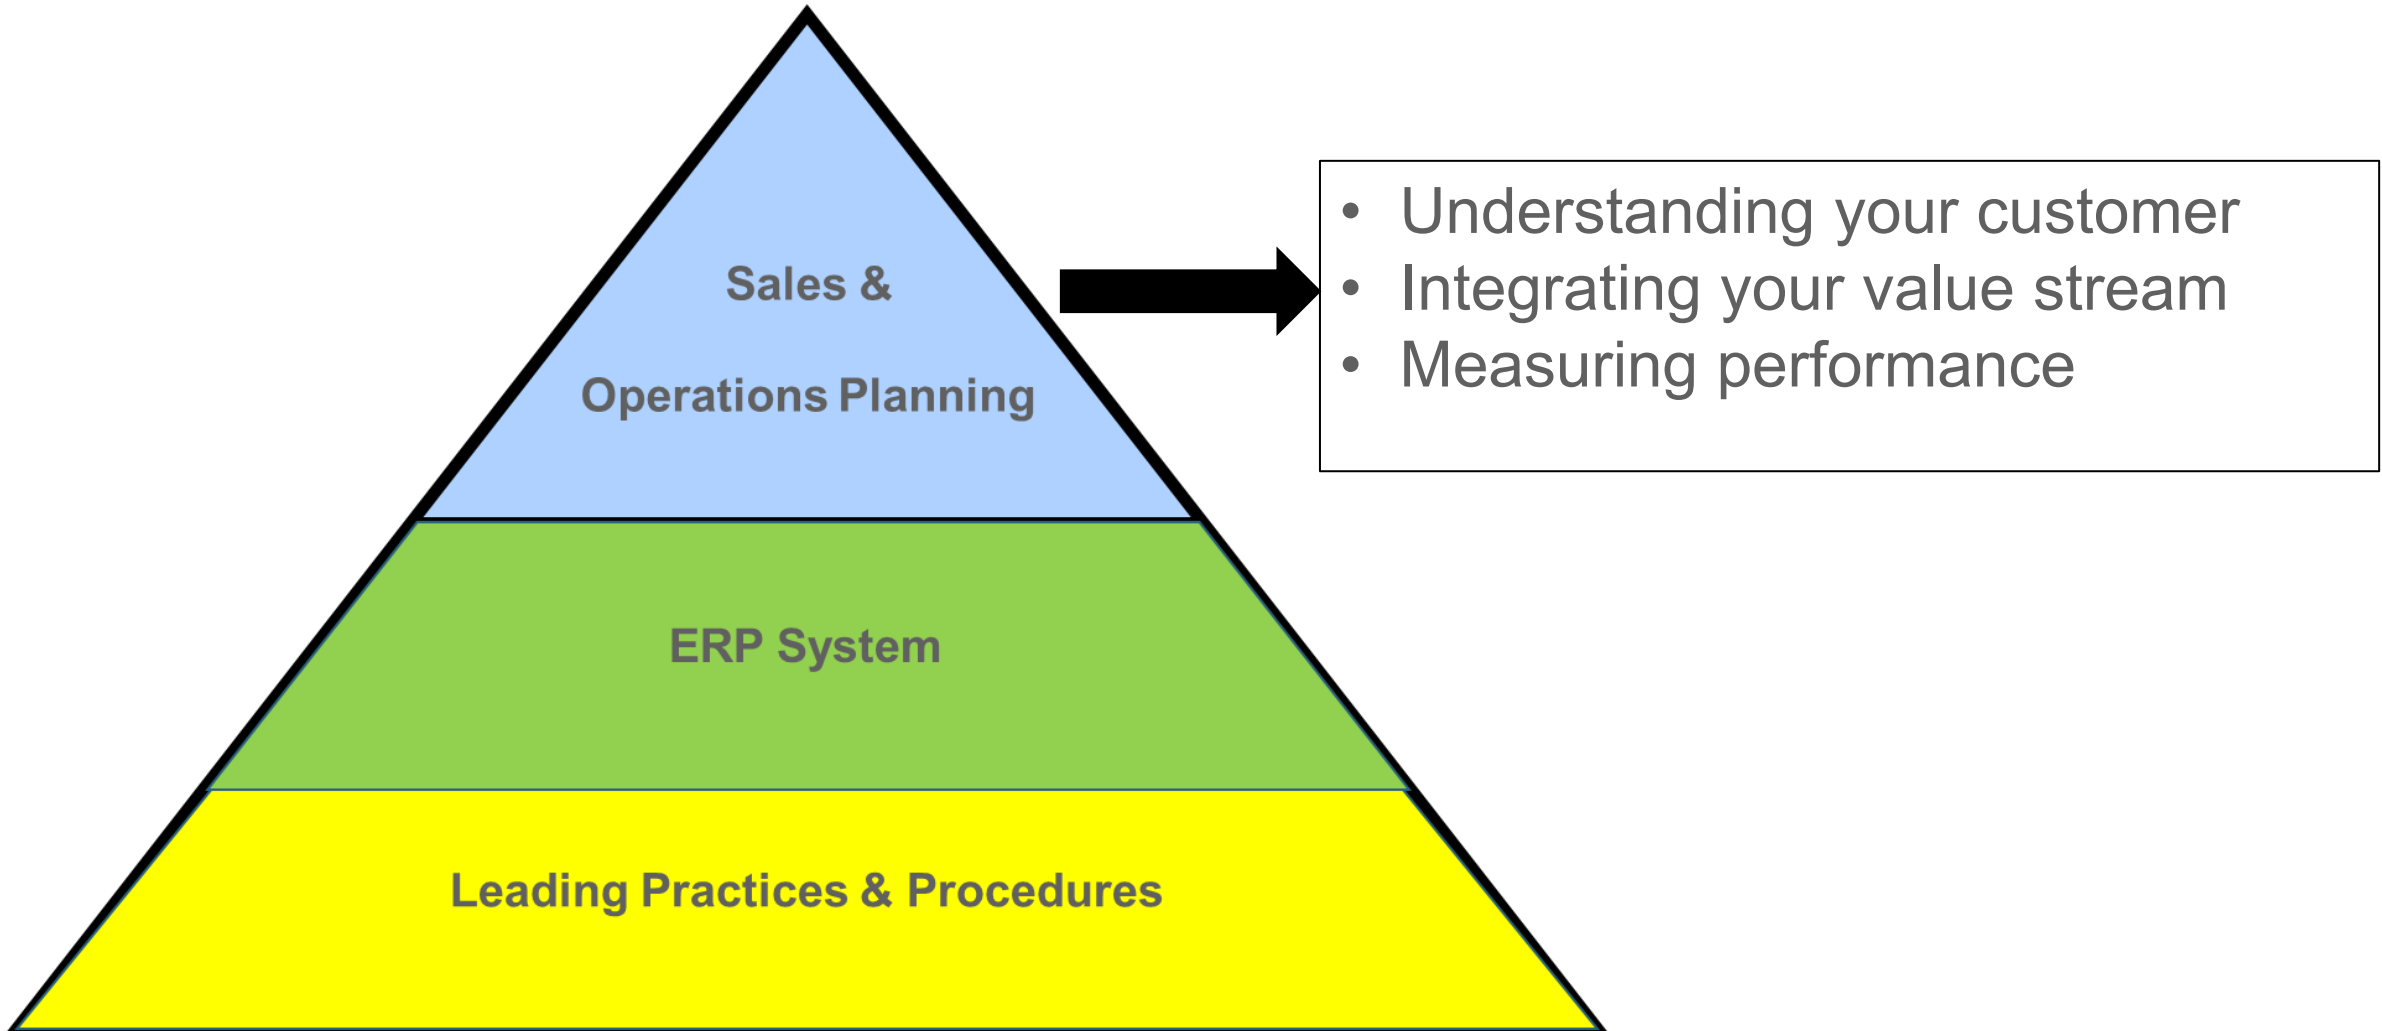 Sales &
Operations Planning
ERP System
Leading Practices & Procedures
• Understanding your customer
• Integrating your value stream
• Measuring performance